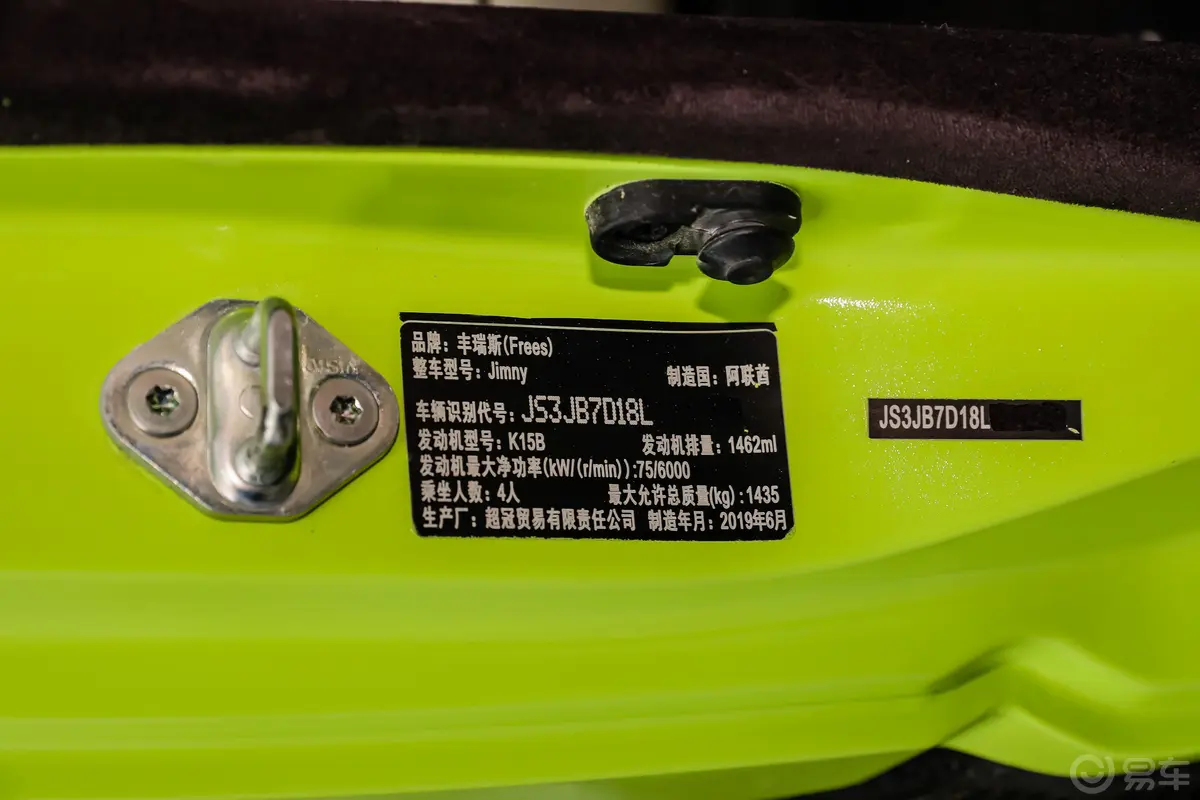 品牌：丰瑞斯(Frees)
整车型号：Jimny 制造国：阿联酋
车辆识别代号：JS3JB7D18L
发动机型号：K15B 发动机排量：1462ml
发动机最大净功率(kW/(r/min)):75/6000
乘坐人数：4人 最大允许总质量(kg)：1435
生产厂：超冠贸易有限责任公司 制造年月：2019年6月
JS3JB7D18L
易车